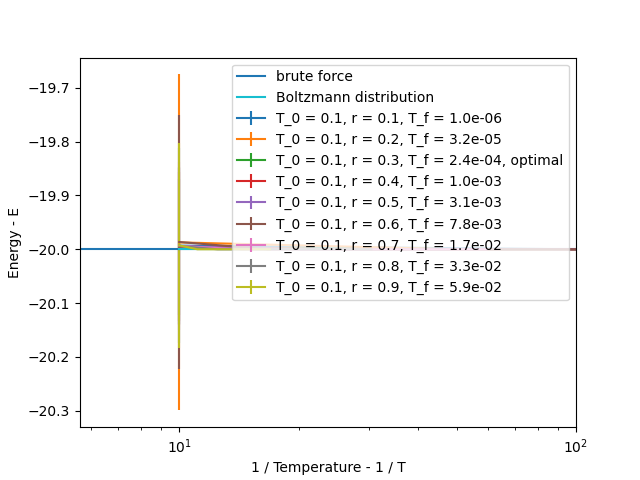 brute force
Boltzmann distribution
T_0 = 0.1, r = 0.1, T_f = 1.0e-06
T_0 = 0.1, r = 0.2, T_f = 3.2e-05
T_0 = 0.1, r = 0.3, T_f = 2.4e-04, optimal
T_0 = 0.1, r = 0.4, T_f = 1.0e-03
T_0 = 0.1, r = 0.5, T_f = 3.1e-03
T_0 = 0.1, r = 0.6, T_f = 7.8e-03
T_0 = 0.1, r = 0.7, T_f = 1.7e-02
T_0 = 0.1, r = 0.8, T_f = 3.3e-02
T_0 = 0.1, r = 0.9, T_f = 5.9e-02
−19.7
−19.8
−19.9
−20.0
−20.1
−20.2
−20.3
Energy - E
10¹
10²
1 / Temperature - 1 / T